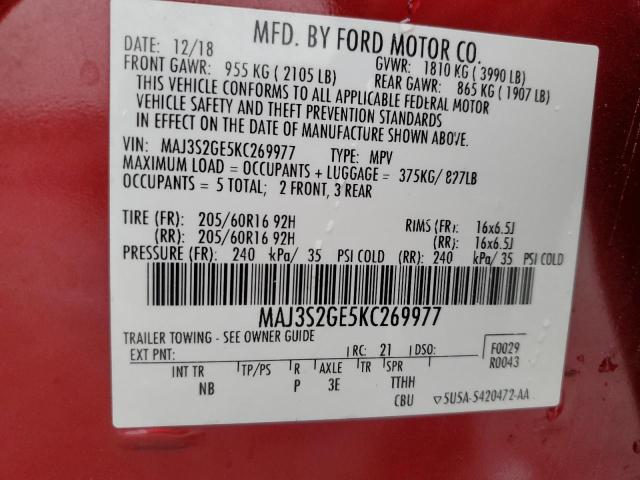 MFD. BY FORD MOTOR CO.
DATE: 12/18 GVWR: 1810 KG ( 3990 LB)
FRONT GAWR: 955 KG ( 2105 LB) REAR GAWR: 865 KG ( 1907 LB)
THIS VEHICLE CONFORMS TO ALL APPLICABLE FEDERAL MOTOR
VEHICLE SAFETY AND THEFT PREVENTION STANDARDS
IN EFFECT ON THE DATE OF MANUFACTURE SHOWN ABOVE.
VIN: MAJ3S2GE5KC269977 TYPE: MPV
MAXIMUM LOAD = OCCUPANTS + LUGGAGE = 375KG/ 827LB
OCCUPANTS = 5 TOTAL; 2 FRONT, 3 REAR
TIRE (FR): 205/60R16 92H RIMS (FR): 16x6.5J
(RR): 205/60R16 92H (RR): 16x6.5J
PRESSURE (FR): 240 kPa/ 35 PSI COLD (RR): 240 kPa/ 35 PSI COLD
MAJ3S2GE5KC269977
TRAILER TOWING - SEE OWNER GUIDE
EXT PNT: RC: 21 DSO: F0029
R0043
INT TR TP/PS R AXLE TR SPR
NB P 3E TTHH
CBU ▽5U5A-5420472-AA